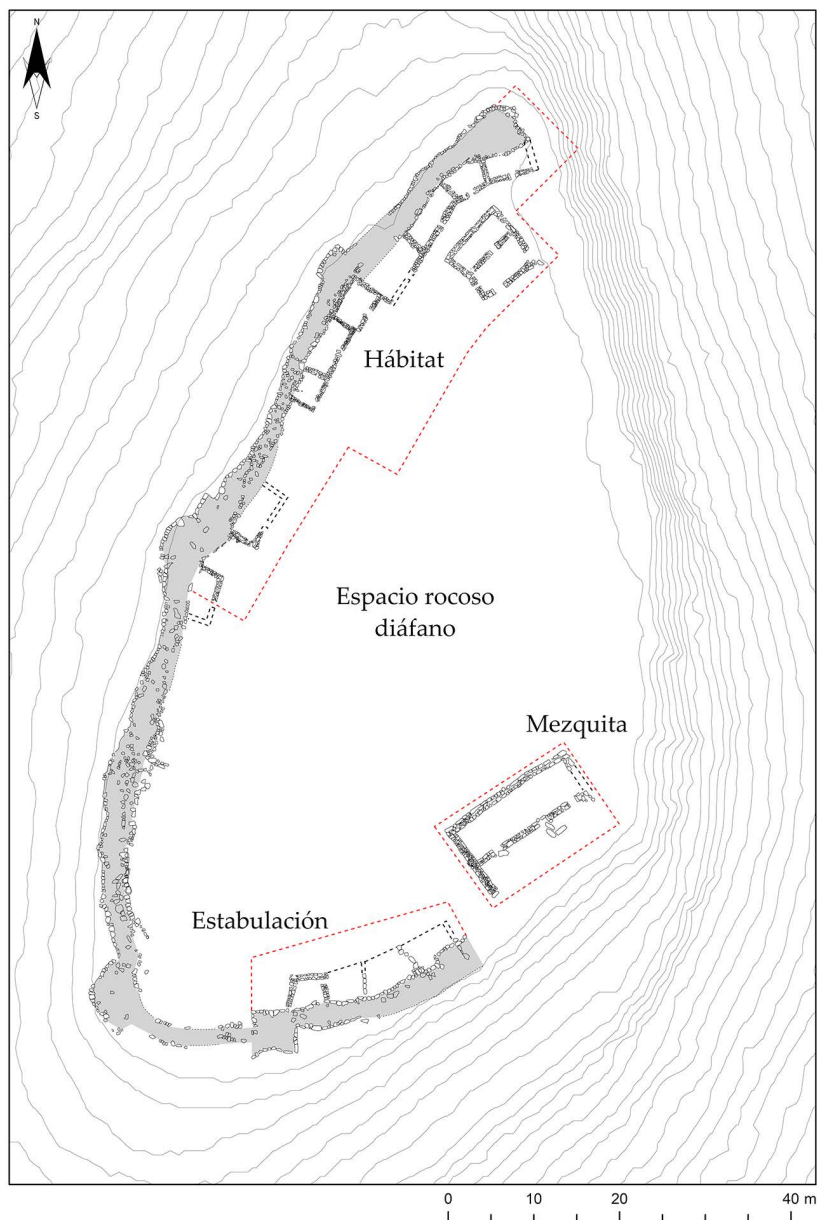 N
S
Hábitat
Espacio rocoso
diáfano
Mezquita
Estabulación
0 10 20 40 m